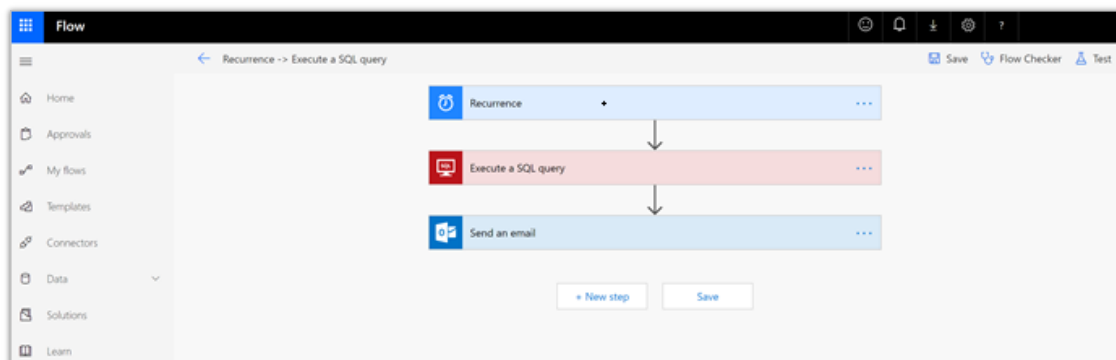 Flow
?
Recurrence -> Execute a SQL query
Save
Flow Checker
Test
Home
Approvals
My flows
Templates
Connectors
Data
Solutions
Learn
Recurrence
...
SQL
Execute a SQL query
...
Send an email
...
+ New step
Save